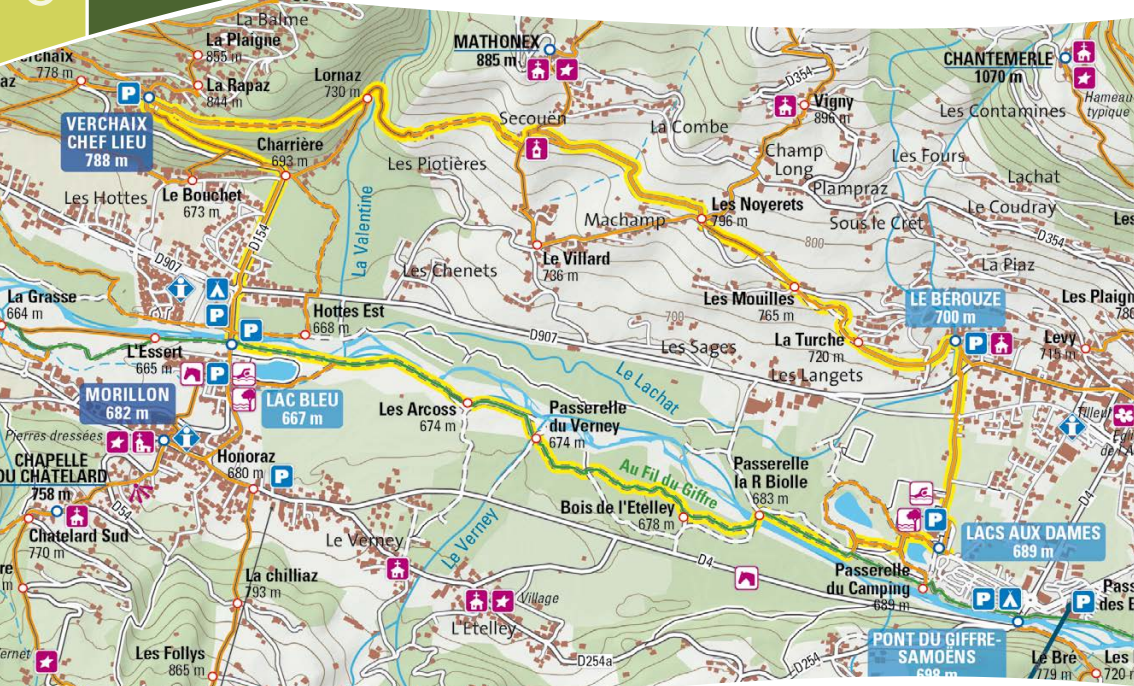 La Balme
La Plaigne
855 m
778 m
La Rapaz
844 m
P
VERCHAIX
CHEF LIEU
788 m
Lornaz
730 m
MATHONEX
885 m
D354
Vigny
896 m
CHANTEMERLE
1070 m
Hameau
typique
Les Contamines
Secouën
La Combe
Charrière
693 m
Les Piotières
Champ
Long
Les Fours
Plampraz
Lachat
Les Hottes
Le Bouchet
673 m
Machamp
Les Noyerets
796 m
Sous le Crêt
Le Coudray
D354
800
La Valentine
D154
D907
Le Villard
736 m
Les Chenets
La Piaz
La Grasse
664 m
P
P
Hottes Est
668 m
700
Les Mouilles
765 m
LE BÉROUZE
700 m
P
L'Essert
665 m
D907
Les Sages
La Turche
720 m
Levy
715 m
Les Langets
P
MORILLON
682 m
LAC BLEU
667 m
Le Lachat
Les Arcoss
674 m
Passerelle
du Verney
674 m
Pierres dressées
CHAPELLE
DU CHÂTELARD
758 m
Honoraz
680 m
P
Au Fil du Giffre
Passerelle
la R Biolle
683 m
Bois de l'Etelley
678 m
D54
D4
P
LACS AUX DAMES
689 m
Chatelard Sud
770 m
Le Verney
Le Verney
D4
La chilliaz
793 m
Passerelle
du Camping
689 m
P
P
Village
L'Etelley
PONT DU GIFFRE-
SAMOËNS
698 m
Les Follys
865 m
D254a
D254
Le Bré
779 m
720 m